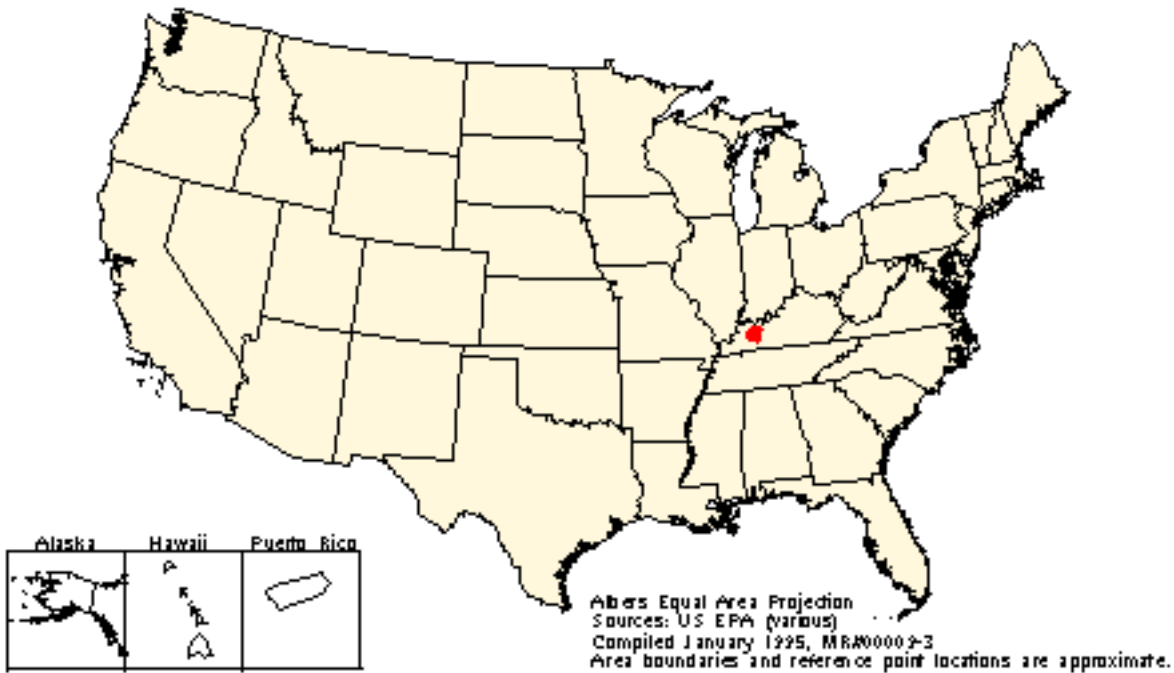 Alaska Hawaii Puerto Rico
Albers Equal Area Projection
Sources: US EPA (various)
Compiled January 1995, MR#00009-3
Area boundaries and reference point locations are approximate.